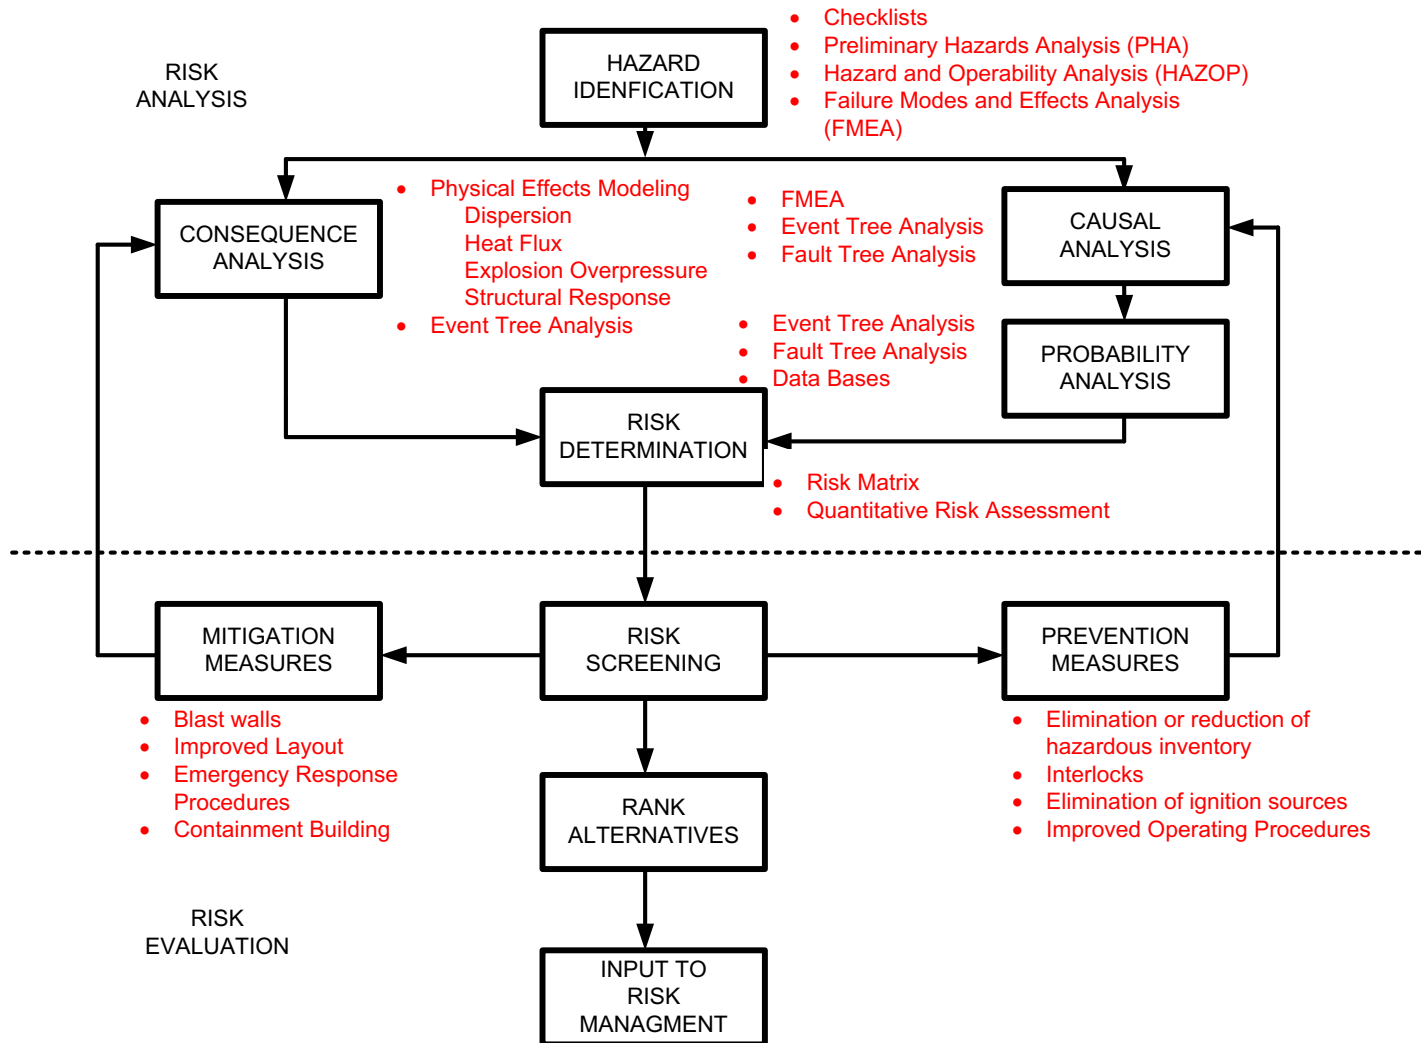 RISK
ANALYSIS
HAZARD
IDENFICATION
• Checklists
• Preliminary Hazards Analysis (PHA)
• Hazard and Operability Analysis (HAZOP)
• Failure Modes and Effects Analysis
(FMEA)
CONSEQUENCE
ANALYSIS
• Physical Effects Modeling
Dispersion
Heat Flux
Explosion Overpressure
Structural Response
• Event Tree Analysis
• FMEA
• Event Tree Analysis
• Fault Tree Analysis
CAUSAL
ANALYSIS
• Event Tree Analysis
• Fault Tree Analysis
• Data Bases
PROBABILITY
ANALYSIS
RISK
DETERMINATION
• Risk Matrix
• Quantitative Risk Assessment
MITIGATION
MEASURES
RISK
SCREENING
PREVENTION
MEASURES
• Blast walls
• Improved Layout
• Emergency Response
Procedures
• Containment Building
• Elimination or reduction of
hazardous inventory
• Interlocks
• Elimination of ignition sources
• Improved Operating Procedures
RANK
ALTERNATIVES
RISK
EVALUATION
INPUT TO
RISK
MANAGMENT